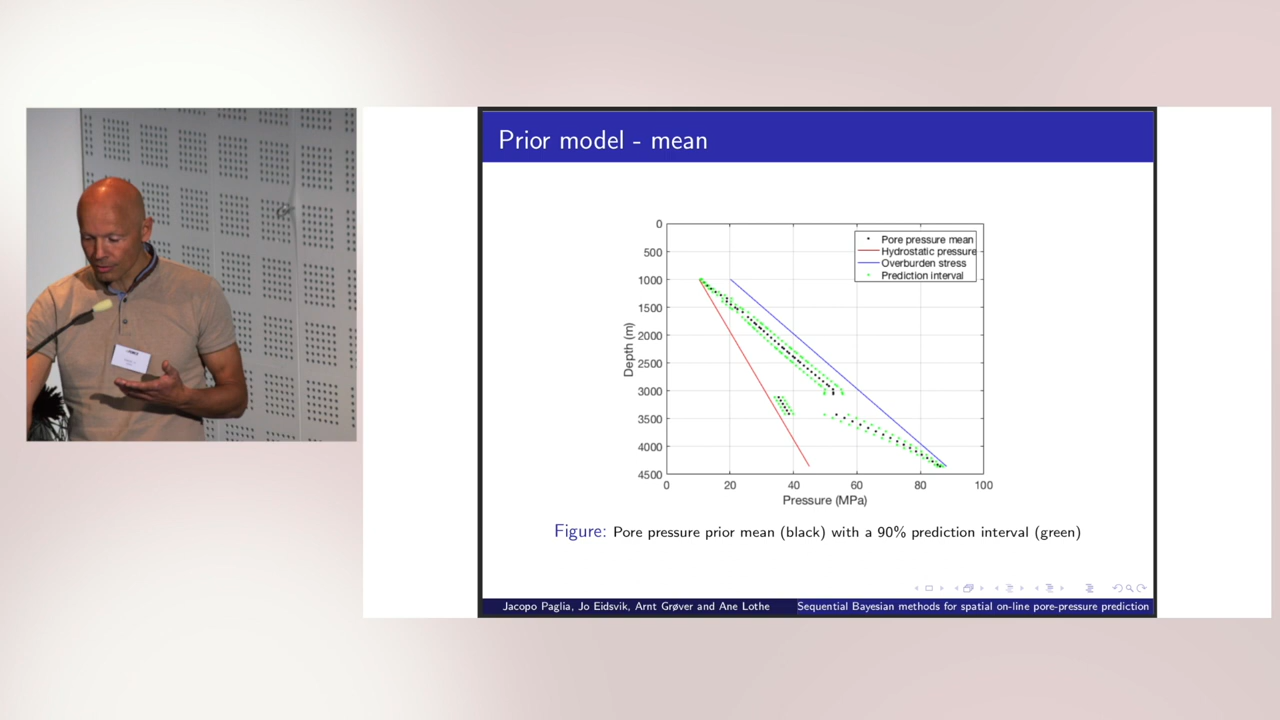 Prior model - mean
0
500
1000
1500
2000
2500
3000
3500
4000
4500
Depth (m)
0 20 40 60 80 100
Pressure (MPa)
Pore pressure mean
Hydrostatic pressure
Overburden stress
Prediction interval
Figure: Pore pressure prior mean (black) with a 90% prediction interval (green)
Jacopo Paglia, Jo Eidsvik, Arnt Grøver and Ane Lothe
Sequential Bayesian methods for spatial on-line pore-pressure prediction